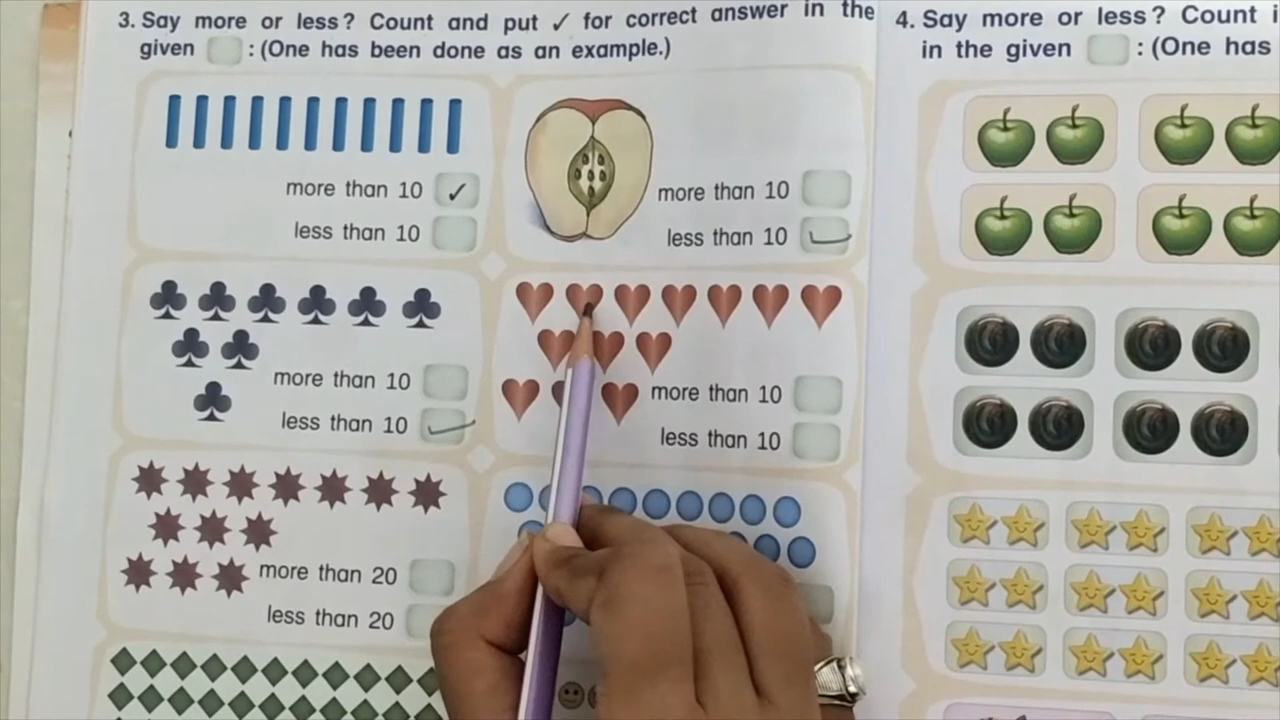 3. Say more or less? Count and put ✓ for correct answer in the
given : (One has been done as an example.)
more than 10 ✓
less than 10
more than 10
less than 10
more than 10
less than 10
more than 10
less than 10
more than 20
less than 20
4. Say more or less? Count i
in the given : (One has